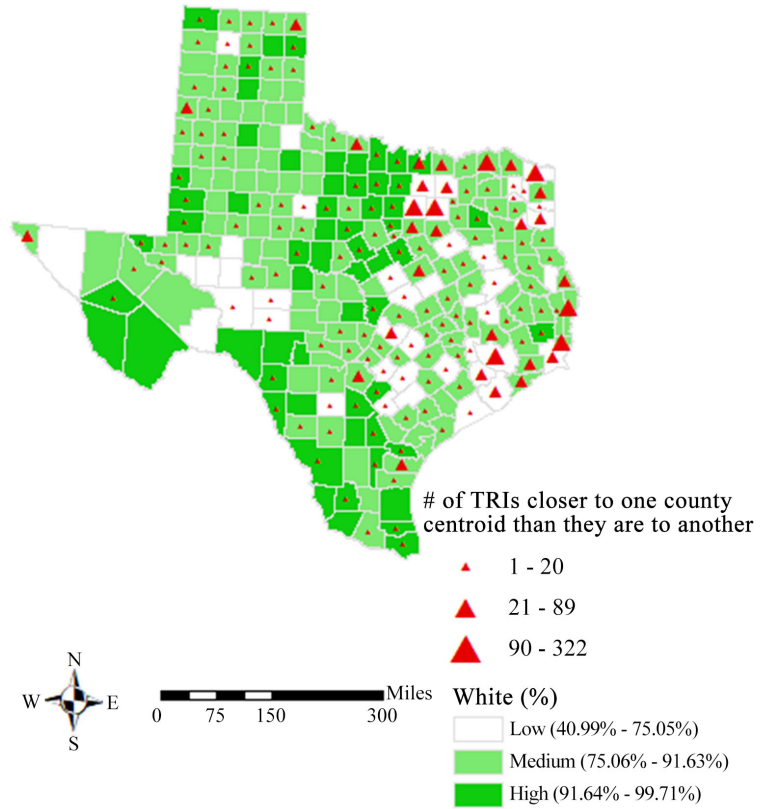 # of TRIs closer to one county
centroid than they are to another
1 - 20
21 - 89
90 - 322
N
W E
S
Miles
0 75 150 300
White (%)
Low (40.99% - 75.05%)
Medium (75.06% - 91.63%)
High (91.64% - 99.71%)